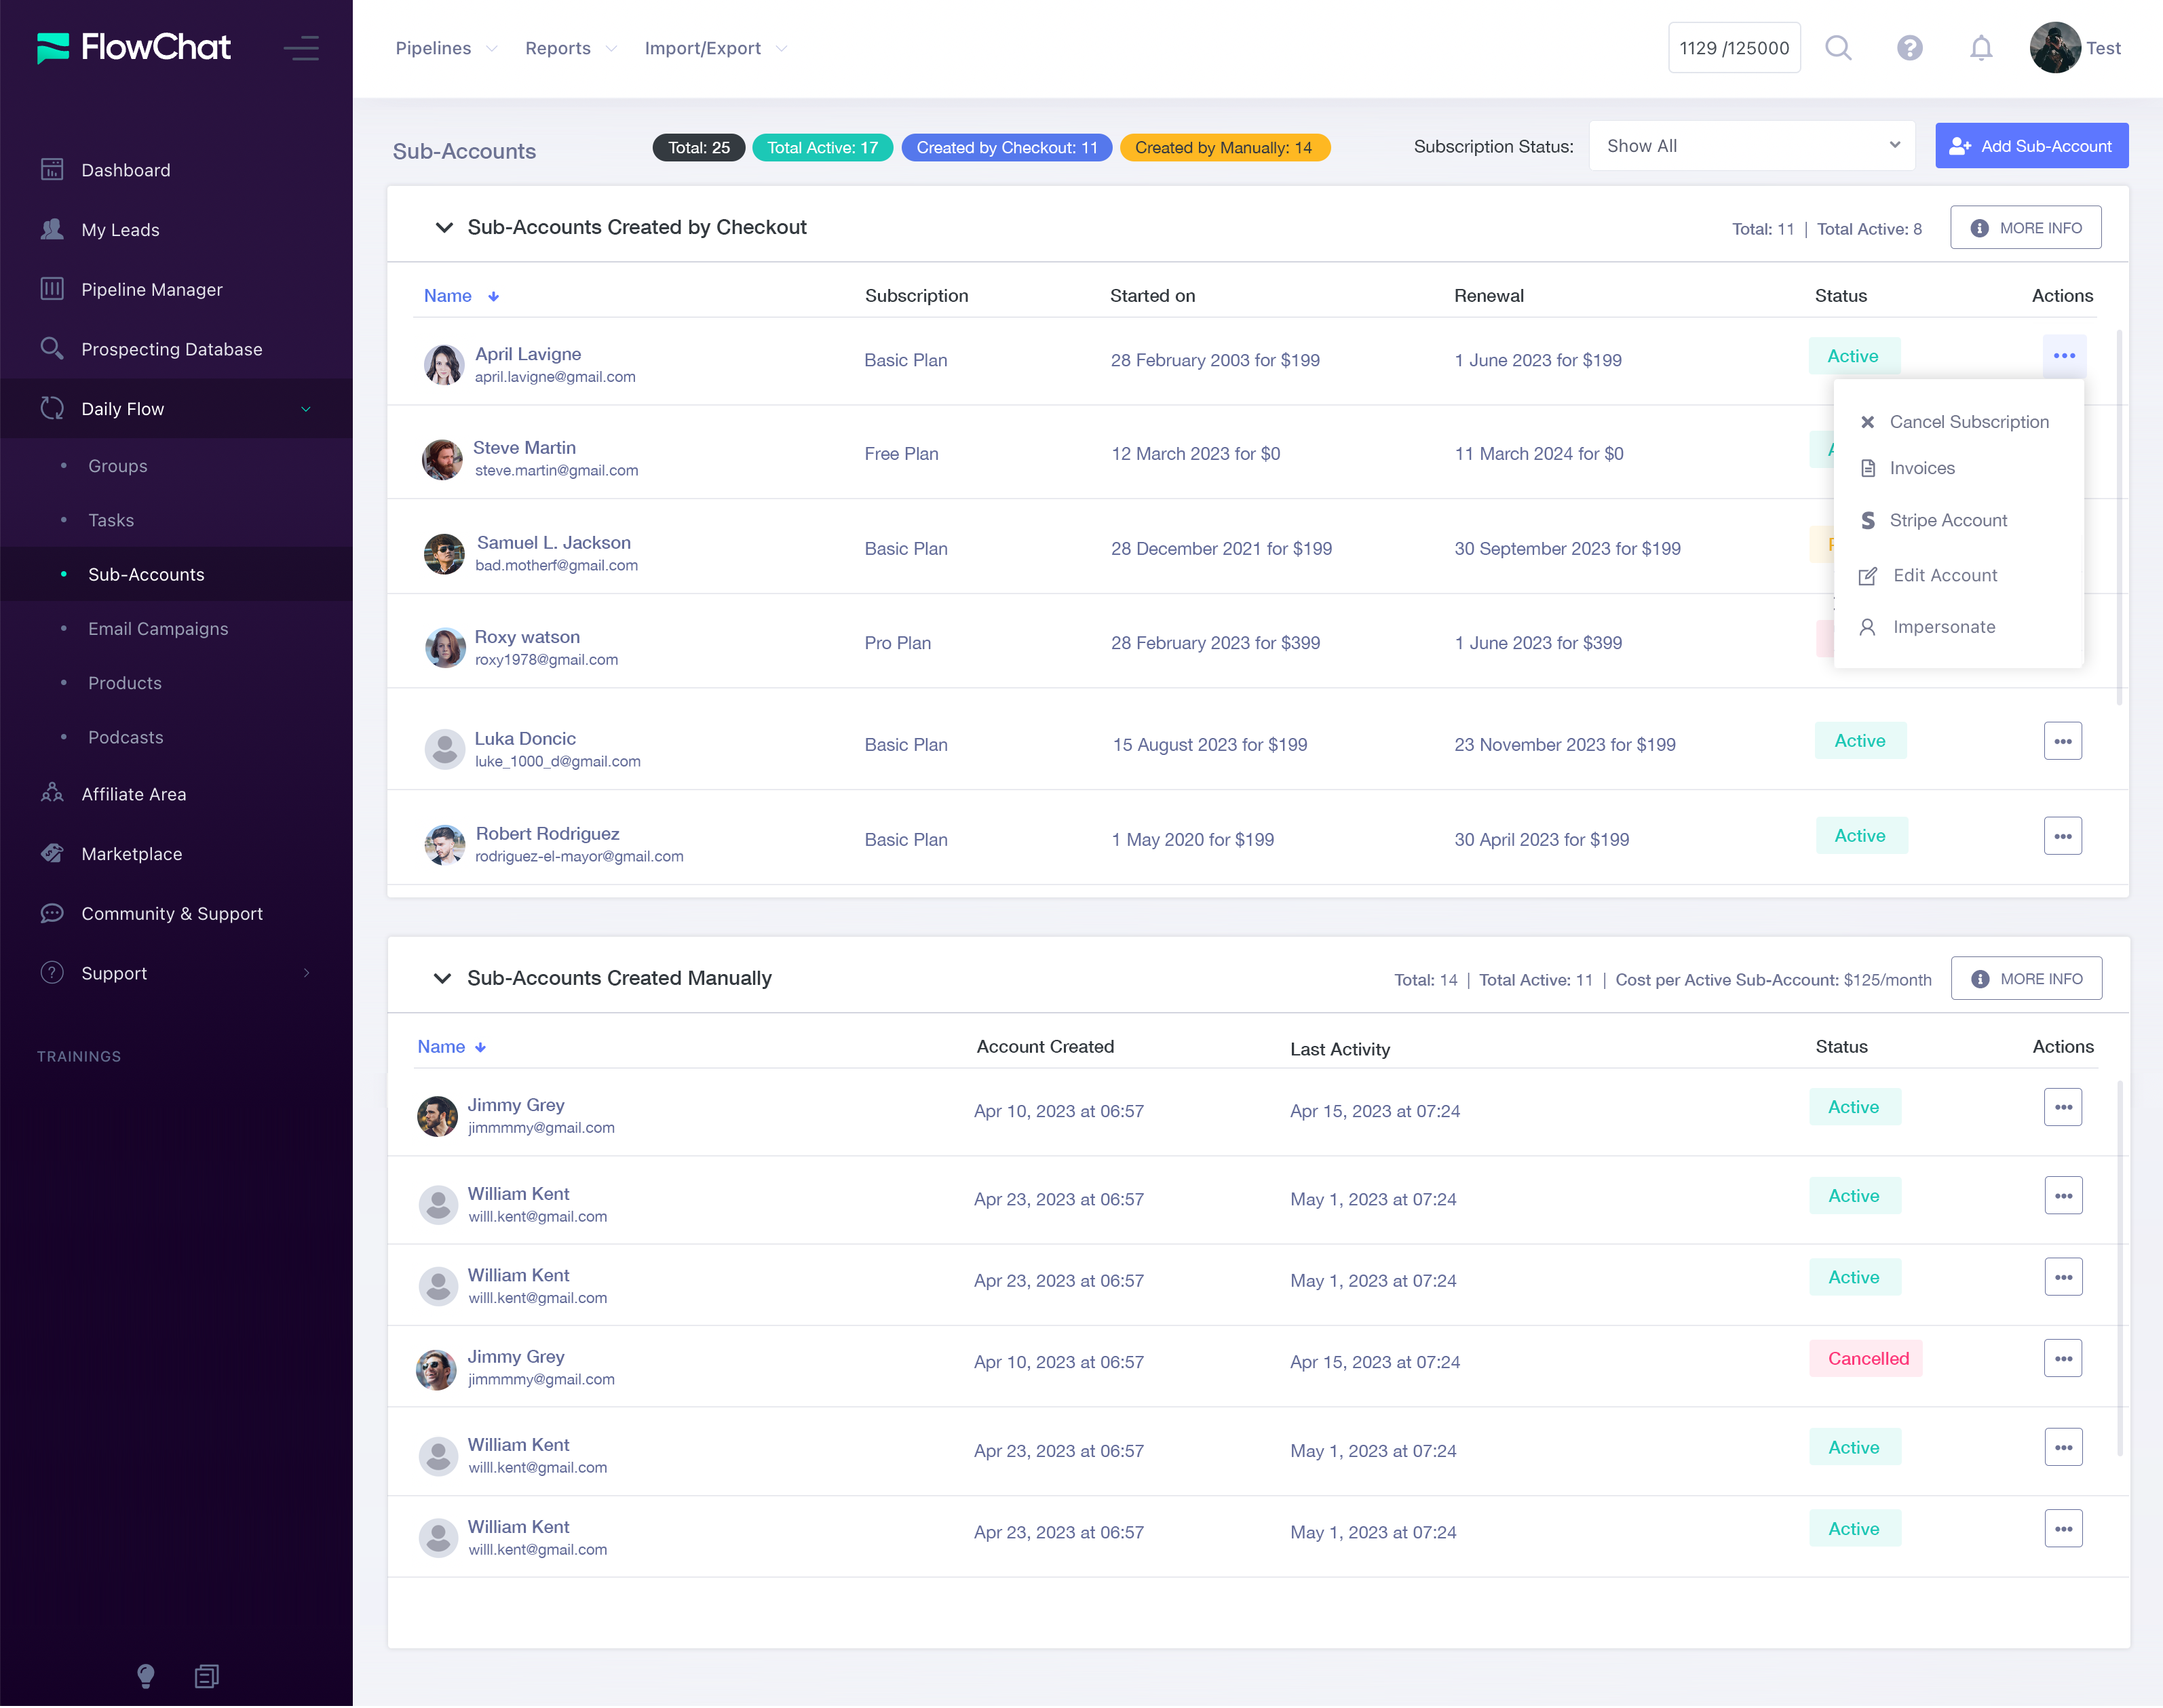 FlowChat
Pipelines Reports Import/Export 1129 /125000 Test
Dashboard
My Leads
Pipeline Manager
Prospecting Database
Daily Flow
Groups
Tasks
Sub-Accounts
Email Campaigns
Products
Podcasts
Affiliate Area
Marketplace
Community & Support
Support
TRAININGS
Sub-Accounts Total: 25 Total Active: 17 Created by Checkout: 11 Created by Manually: 14 Subscription Status: Show All Add Sub-Account
Sub-Accounts Created by Checkout Total: 11 | Total Active: 8 MORE INFO
Name Subscription Started on Renewal Status Actions
April Lavigne
april.lavigne@gmail.com
Basic Plan 28 February 2003 for $199 1 June 2023 for $199 Active
Steve Martin
steve.martin@gmail.com
Free Plan 12 March 2023 for $0 11 March 2024 for $0
Samuel L. Jackson
bad.motherf@gmail.com
Basic Plan 28 December 2021 for $199 30 September 2023 for $199
Roxy watson
roxy1978@gmail.com
Pro Plan 28 February 2023 for $399 1 June 2023 for $399
Cancel Subscription
Invoices
Stripe Account
Edit Account
Impersonate
Luka Doncic
luke_1000_d@gmail.com
Basic Plan 15 August 2023 for $199 23 November 2023 for $199 Active
Robert Rodriguez
rodriguez-el-mayor@gmail.com
Basic Plan 1 May 2020 for $199 30 April 2023 for $199 Active
Sub-Accounts Created Manually Total: 14 | Total Active: 11 | Cost per Active Sub-Account: $125/month MORE INFO
Name Account Created Last Activity Status Actions
Jimmy Grey
jimmmmy@gmail.com
Apr 10, 2023 at 06:57 Apr 15, 2023 at 07:24 Active
William Kent
willl.kent@gmail.com
Apr 23, 2023 at 06:57 May 1, 2023 at 07:24 Active
William Kent
willl.kent@gmail.com
Apr 23, 2023 at 06:57 May 1, 2023 at 07:24 Active
Jimmy Grey
jimmmmy@gmail.com
Apr 10, 2023 at 06:57 Apr 15, 2023 at 07:24 Cancelled
William Kent
willl.kent@gmail.com
Apr 23, 2023 at 06:57 May 1, 2023 at 07:24 Active
William Kent
willl.kent@gmail.com
Apr 23, 2023 at 06:57 May 1, 2023 at 07:24 Active